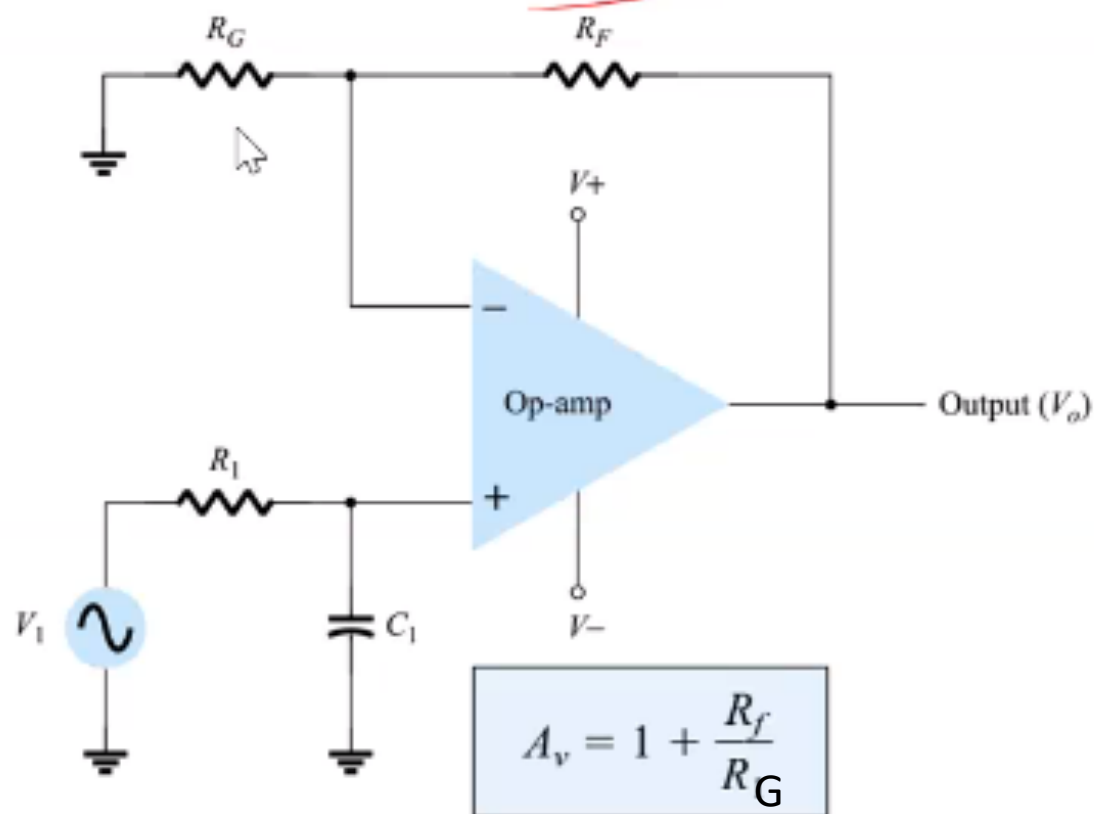 R_G
R_F
V+
−
Op-amp
Output (V_o)
R_1
+
V_1
C_1
V−
A_v = 1 + R_f / R_G